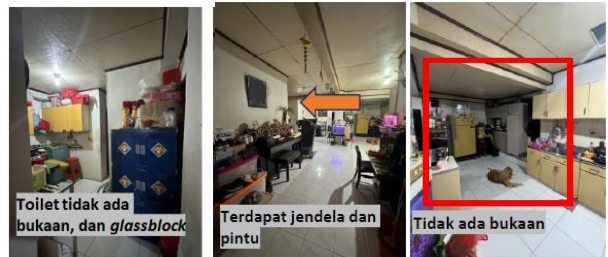 Toilet tidak ada
bukaan, dan glassblock
Terdapat jendela dan
pintu
Tidak ada bukaan